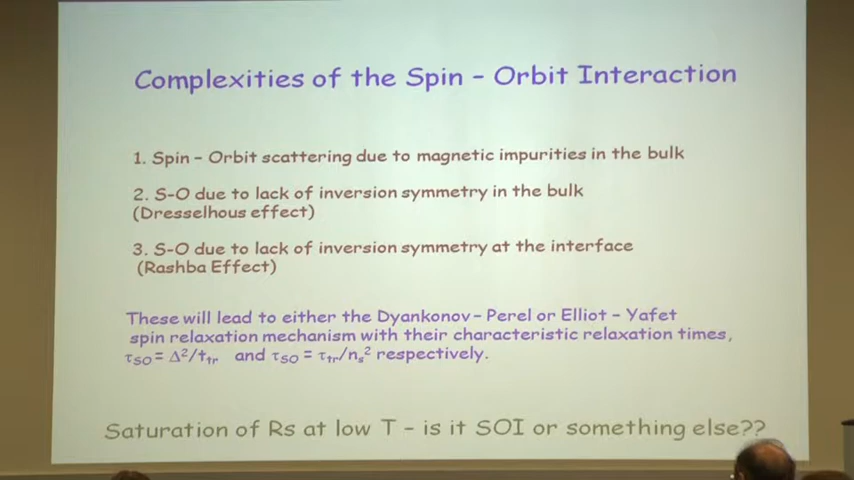 Complexities of the Spin - Orbit Interaction
1. Spin - Orbit scattering due to magnetic impurities in the bulk
2. S-O due to lack of inversion symmetry in the bulk
(Dresselhous effect)
3. S-O due to lack of inversion symmetry at the interface
(Rashba Effect)
These will lead to either the Dyankonov - Perel or Elliot - Yafet
spin relaxation mechanism with their characteristic relaxation times,
τSO = Δ²/ttr and τSO = τtr/ns² respectively.
Saturation of Rs at low T - is it SOI or something else??